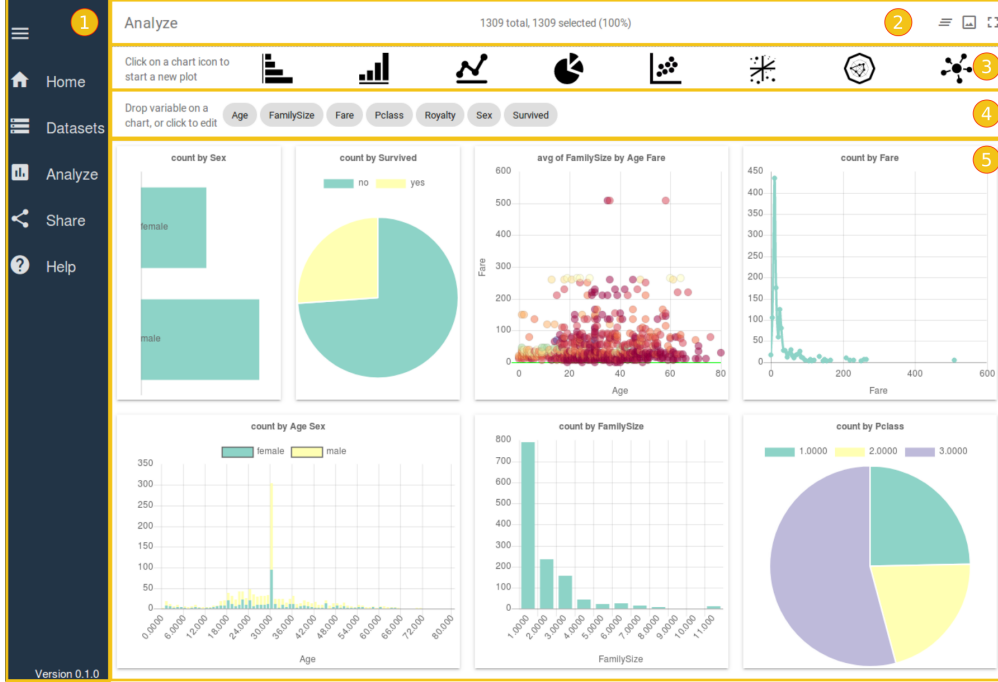 1
Home
Datasets
Analyze
Share
Help
Version 0.1.0
Analyze
1309 total, 1309 selected (100%)
2
Click on a chart icon to
start a new plot
3
Drop variable on a
chart, or click to edit
Age FamilySize Fare Pclass Royalty Sex Survived
4
5
count by Sex
female
male
count by Survived
no yes
avg of FamilySize by Age Fare
600
500
400
300
200
100
0
Fare
0 20 40 60 80
Age
count by Fare
450
400
350
300
250
200
150
100
50
0
0 200 400 600
Fare
count by Age Sex
female male
350
300
250
200
150
100
50
0
0.0000 6.0000 12.000 18.000 24.000 30.000 36.000 42.000 48.000 54.000 60.000 66.000 72.000 80.000
Age
count by FamilySize
800
700
600
500
400
300
200
100
0
1.0000 2.0000 3.0000 4.0000 5.0000 6.0000 7.0000 8.0000 9.0000 10.000 11.000
FamilySize
count by Pclass
1.0000 2.0000 3.0000